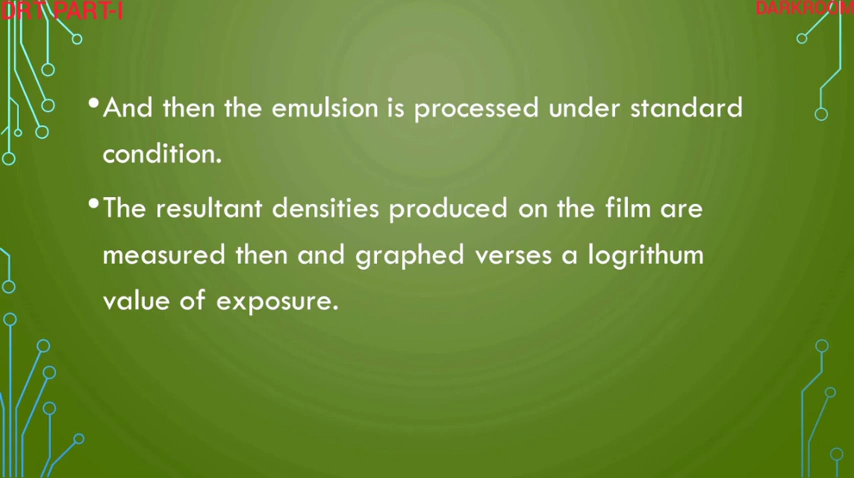 DRT PART-I
DARKROOM
•And then the emulsion is processed under standard
condition.
•The resultant densities produced on the film are
measured then and graphed verses a logrithum
value of exposure.